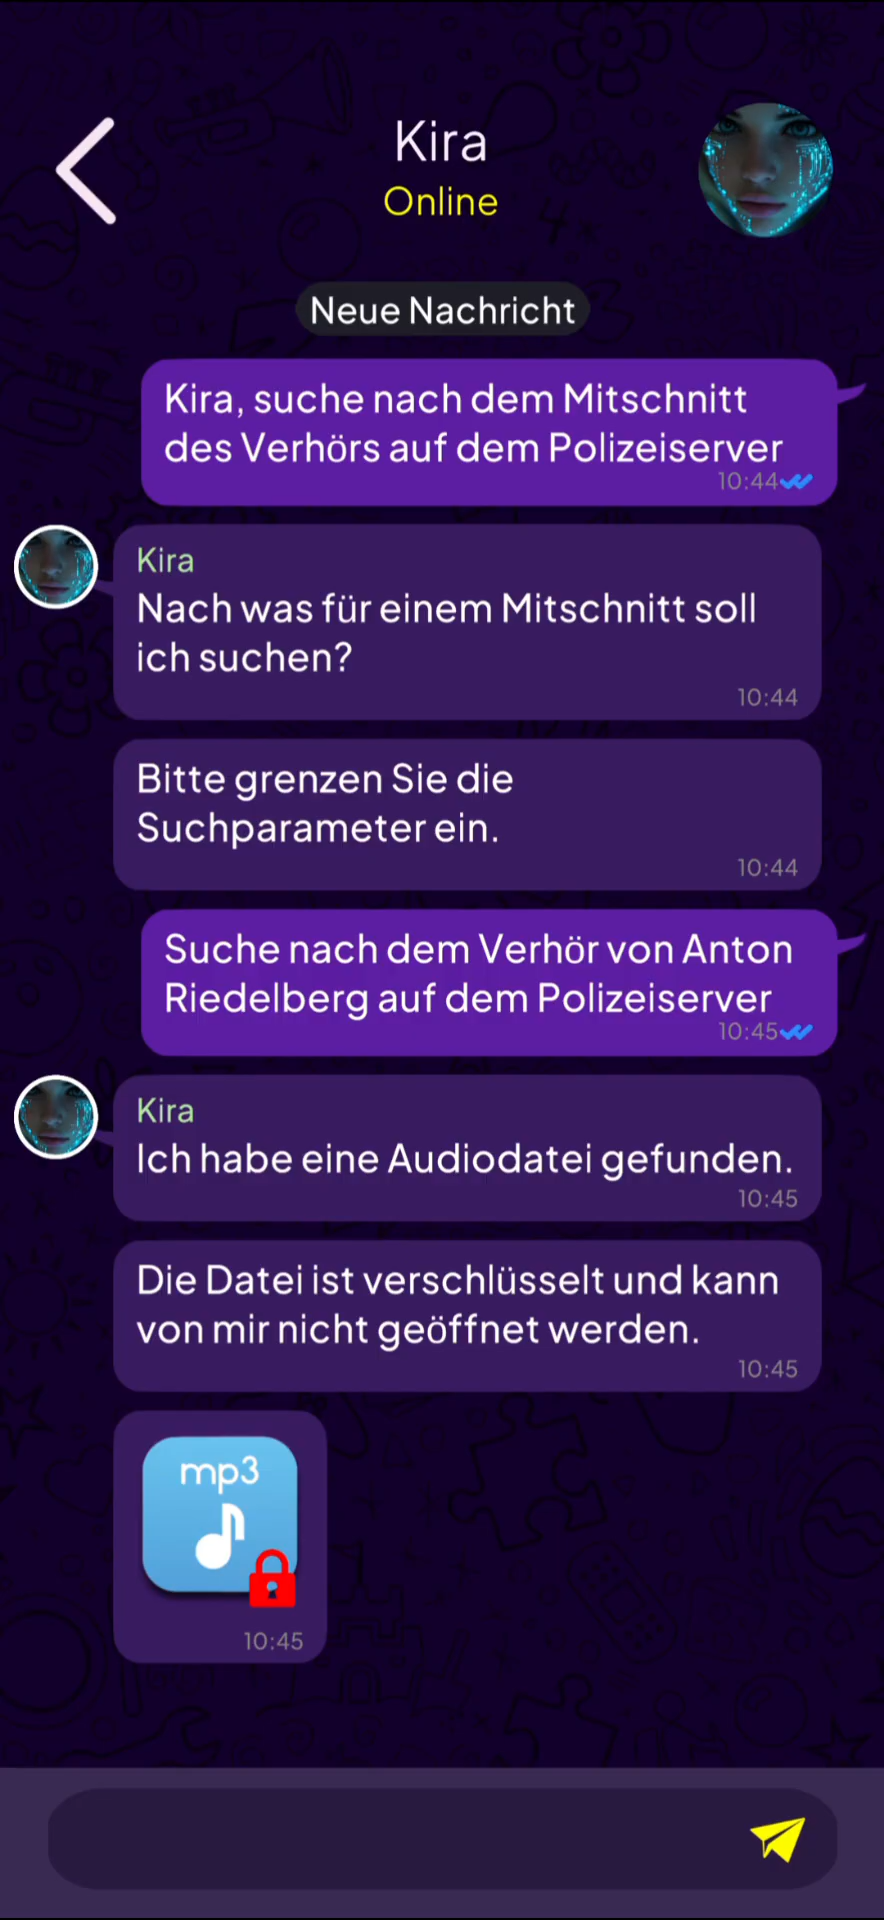 Kira
Online
Neue Nachricht
Kira, suche nach dem Mitschnitt
des Verhörs auf dem Polizeiserver
10:44
Kira
Nach was für einem Mitschnitt soll
ich suchen?
10:44
Bitte grenzen Sie die
Suchparameter ein.
10:44
Suche nach dem Verhör von Anton
Riedelberg auf dem Polizeiserver
10:45
Kira
Ich habe eine Audiodatei gefunden.
10:45
Die Datei ist verschlüsselt und kann
von mir nicht geöffnet werden.
10:45
mp3
10:45